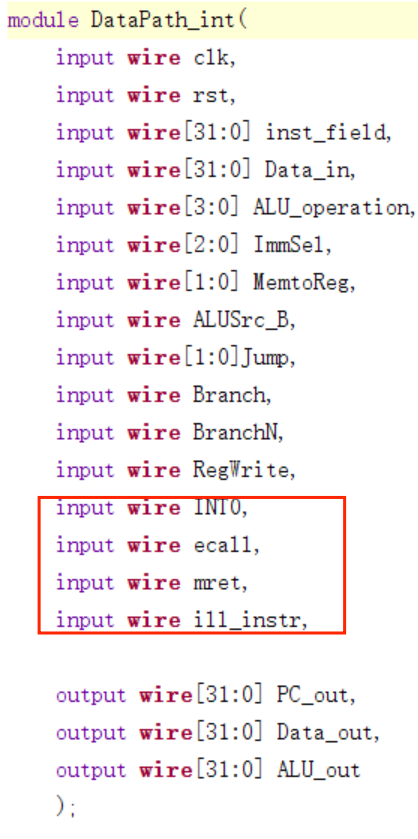 module DataPath_int(
input wire clk,
input wire rst,
input wire[31:0] inst_field,
input wire[31:0] Data_in,
input wire[3:0] ALU_operation,
input wire[2:0] ImmSel,
input wire[1:0] MemtoReg,
input wire ALUSrc_B,
input wire[1:0]Jump,
input wire Branch,
input wire BranchN,
input wire RegWrite,
input wire INT0,
input wire ecall,
input wire mret,
input wire ill_instr,
output wire[31:0] PC_out,
output wire[31:0] Data_out,
output wire[31:0] ALU_out
);